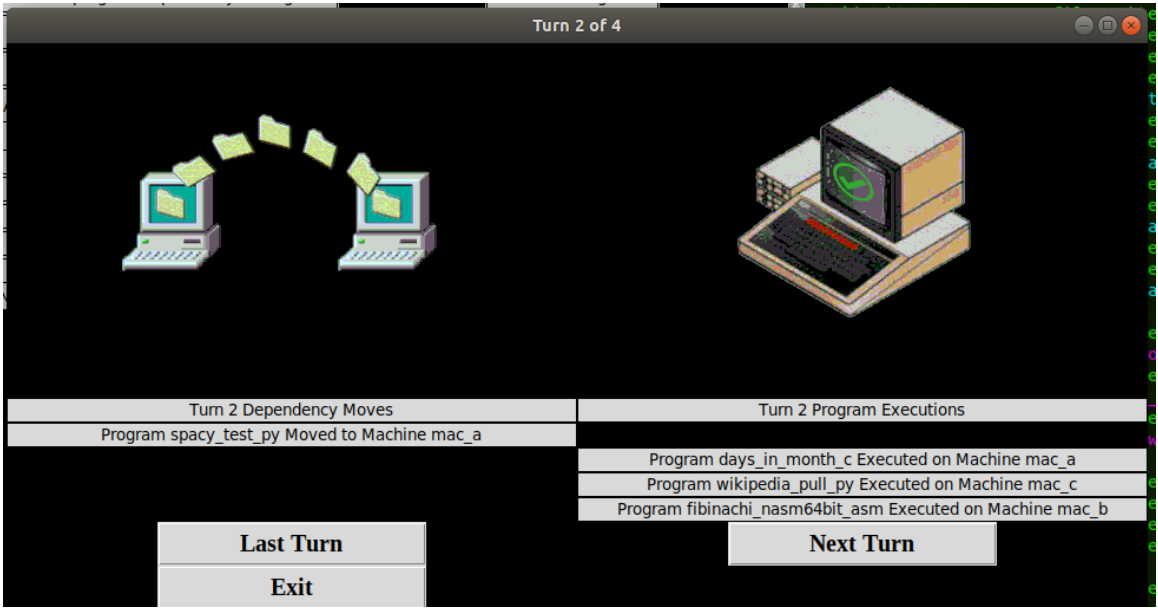 Turn 2 of 4
Turn 2 Dependency Moves
Turn 2 Program Executions
Program spacy_test_py Moved to Machine mac_a
Program days_in_month_c Executed on Machine mac_a
Program wikipedia_pull_py Executed on Machine mac_c
Program fibinachi_nasm64bit_asm Executed on Machine mac_b
Last Turn
Next Turn
Exit